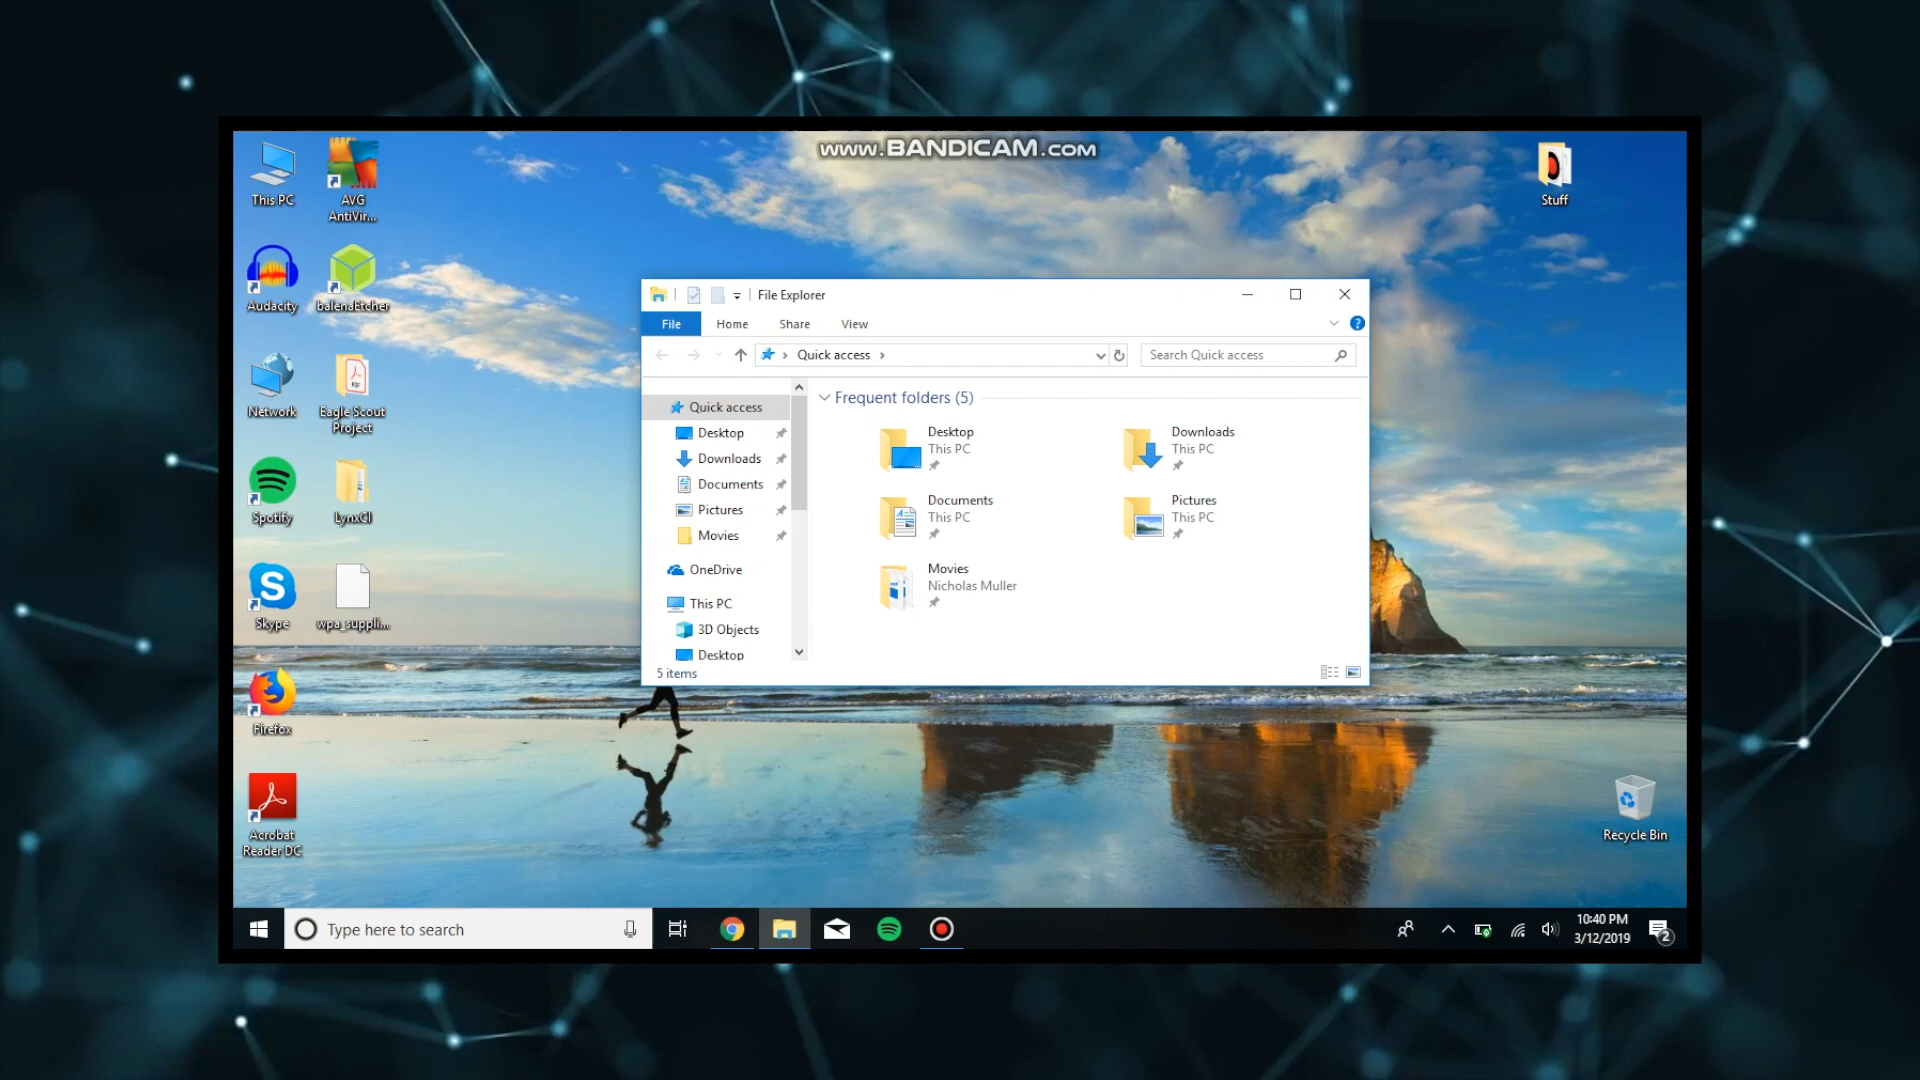 www.BANDICAM.com
This PC
AVG
AntiVir...
Stuff
Audacity
balenaEtcher
Network
Eagle Scout
Project
Spotify
LynxCI
Skype
wpa_suppli...
Firefox
Acrobat
Reader DC
Recycle Bin
File Explorer
File
Home
Share
View
Quick access
Search Quick access
Quick access
Desktop
Downloads
Documents
Pictures
Movies
OneDrive
This PC
3D Objects
Desktop
Frequent folders (5)
Desktop
This PC
Downloads
This PC
Documents
This PC
Pictures
This PC
Movies
Nicholas Muller
5 items
Type here to search
10:40 PM
3/12/2019
2